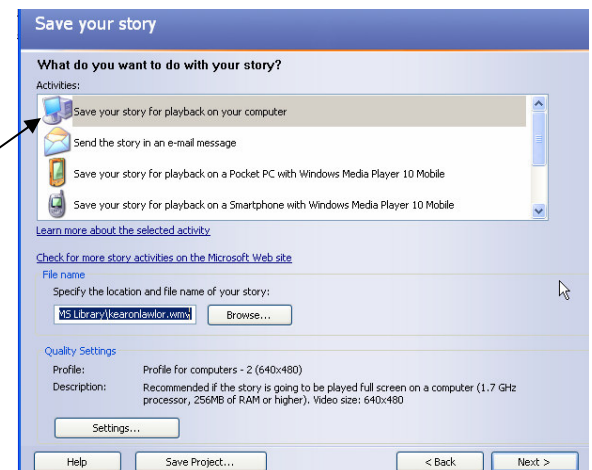 Save your story
What do you want to do with your story?
Activities:
Save your story for playback on your computer
Send the story in an e-mail message
Save your story for playback on a Pocket PC with Windows Media Player 10 Mobile
Save your story for playback on a Smartphone with Windows Media Player 10 Mobile
Learn more about the selected activity
Check for more story activities on the Microsoft Web site
File name
Specify the location and file name of your story:
MS Library\kearonlawlor.wmv
Browse...
Quality Settings
Profile: Profile for computers - 2 (640x480)
Description: Recommended if the story is going to be played full screen on a computer (1.7 GHz
processor, 256MB of RAM or higher). Video size: 640x480
Settings...
Help Save Project... < Back Next >